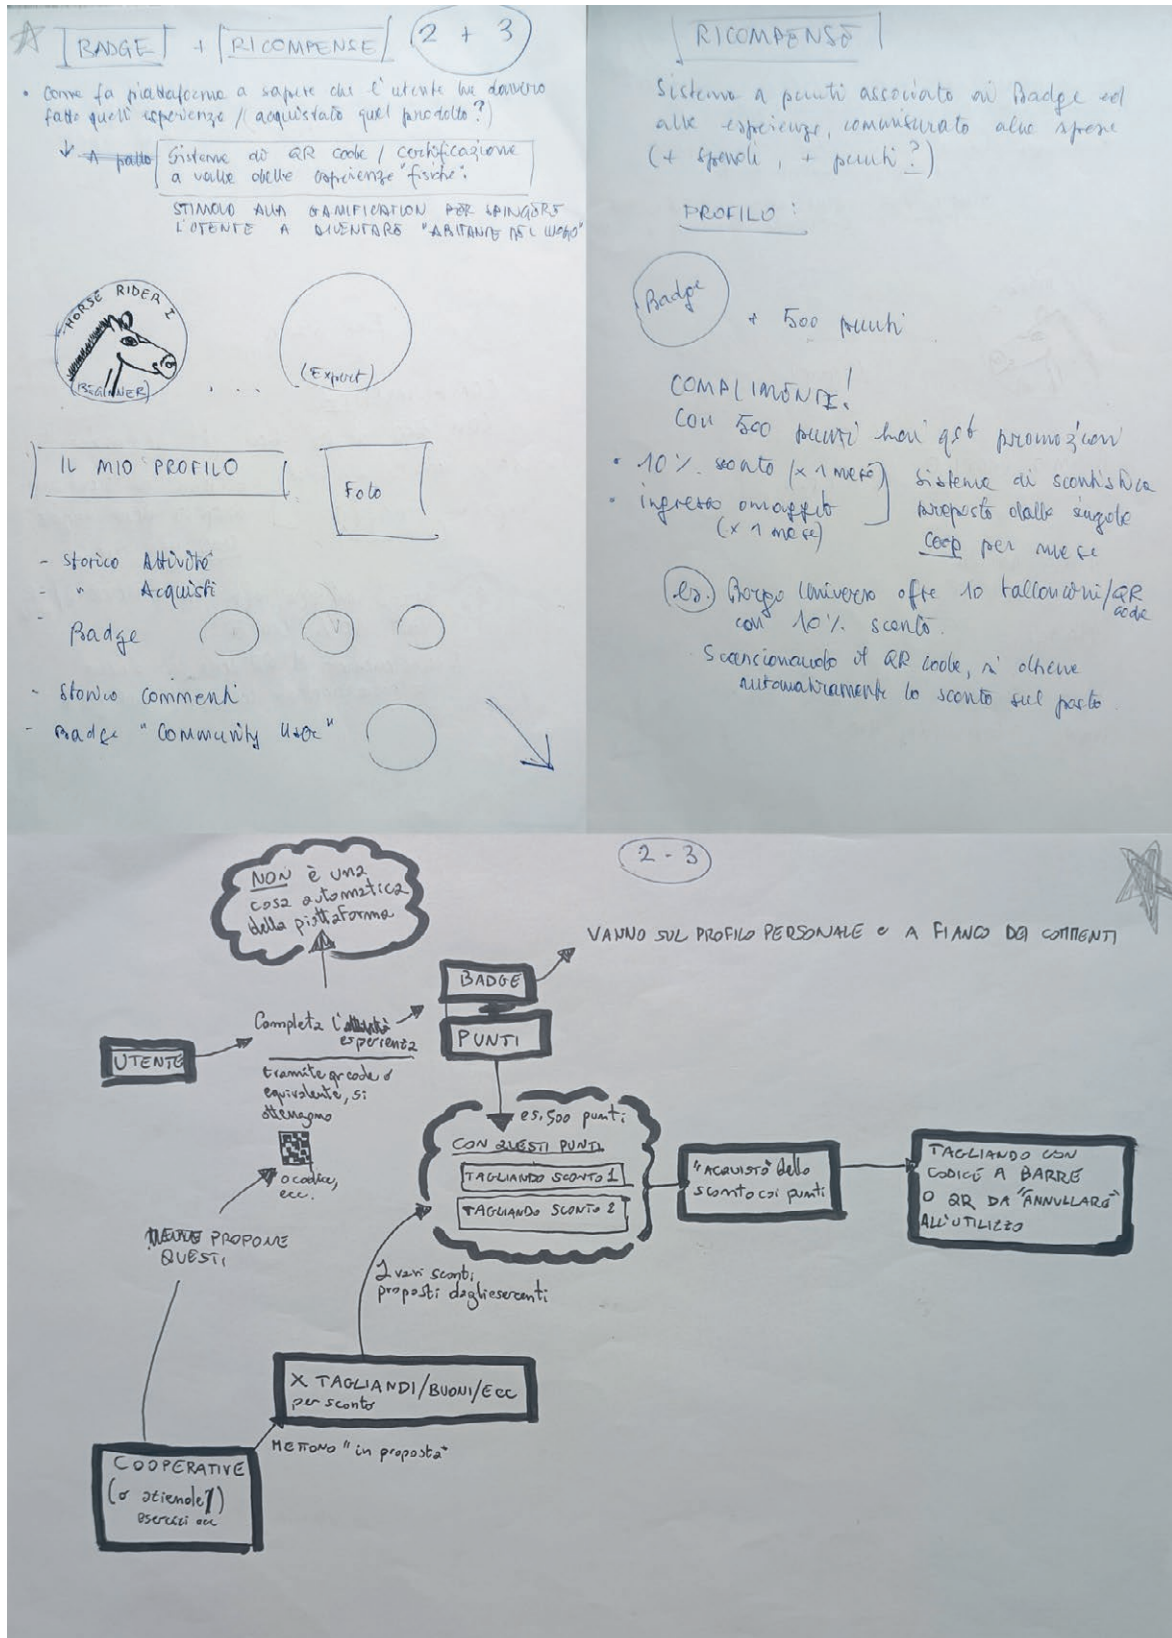 BADGE + RICOMPENSE 2 + 3
• Come fa piattaforma a sapere che l'utente ha davvero
fatto quell'esperienza // acquistato quel prodotto?)
Sistema di QR code / certificazione
a valle delle esperienze "fisiche".
STIMOLO ALLA GAMIFICATION PER SPINGERE
L'UTENTE A DIVENTARE "ABITANTE DEL LUOGO"
HORSE RIDER I
(BEGINNER)
. . . .
(Expert)
IL MIO PROFILO
Foto
- Storico Attività
- " Acquisti
- Badge
- Storico commenti
- Badge "Community User"
RICOMPENSE
Sistema a punti associato ai Badge ed
alle esperienze, commisurato alle spese
(+ spendi, + punti?)
PROFILO:
Badge
+ 500 punti
COMPLIMENTI!
Con 500 punti hai qst promozioni
• 10% sconto (x 1 mese)
• ingresso omaggio
(x 1 mese)
Sistema di scontistica
proposto dalle singole
coop per mese
es. Borgo Universo offre 10 talloncini/QR
code
con 10% sconto.
Scansionando il QR code, si ottiene
automaticamente lo sconto sul pasto.
2 - 3
NON è una
cosa automatica
della piattaforma
VANNO SUL PROFILO PERSONALE e A FIANCO DEI COMMENTI
BADGE
PUNTI
UTENTE
Completa l'
esperienza
tramite qr code o
equivalente, si
ottengono
o codice,
ecc.
PROPONE
QUESTI
es. 500 punti
CON QUESTI PUNTI
TAGLIANDO SCONTO 1
TAGLIANDO SCONTO 2
"ACQUISTO" dello
sconto coi punti
TAGLIANDO CON
CODICE A BARRE
O QR DA "ANNULLARE"
ALL'UTILIZZO
I vari sconti
proposti dagli esercenti
X TAGLIANDI/BUONI/ECC
per sconto
METTONO "in proposta"
COOPERATIVE
(o aziende?)
esercizi ecc